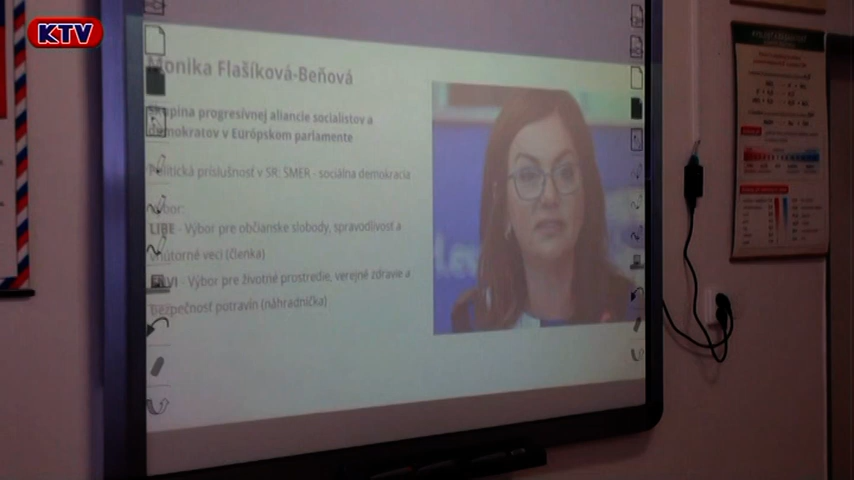 KTV
Monika Flašíková-Beňová
Skupina progresívnej aliancie socialistov a
demokratov v Európskom parlamente
Politická príslušnosť v SR: SMER - sociálna demokracia
Výbor:
LIBE - Výbor pre občianske slobody, spravodlivosť a
vnútorné veci (členka)
ENVI - Výbor pre životné prostredie, verejné zdravie a
bezpečnosť potravín (náhradníčka)